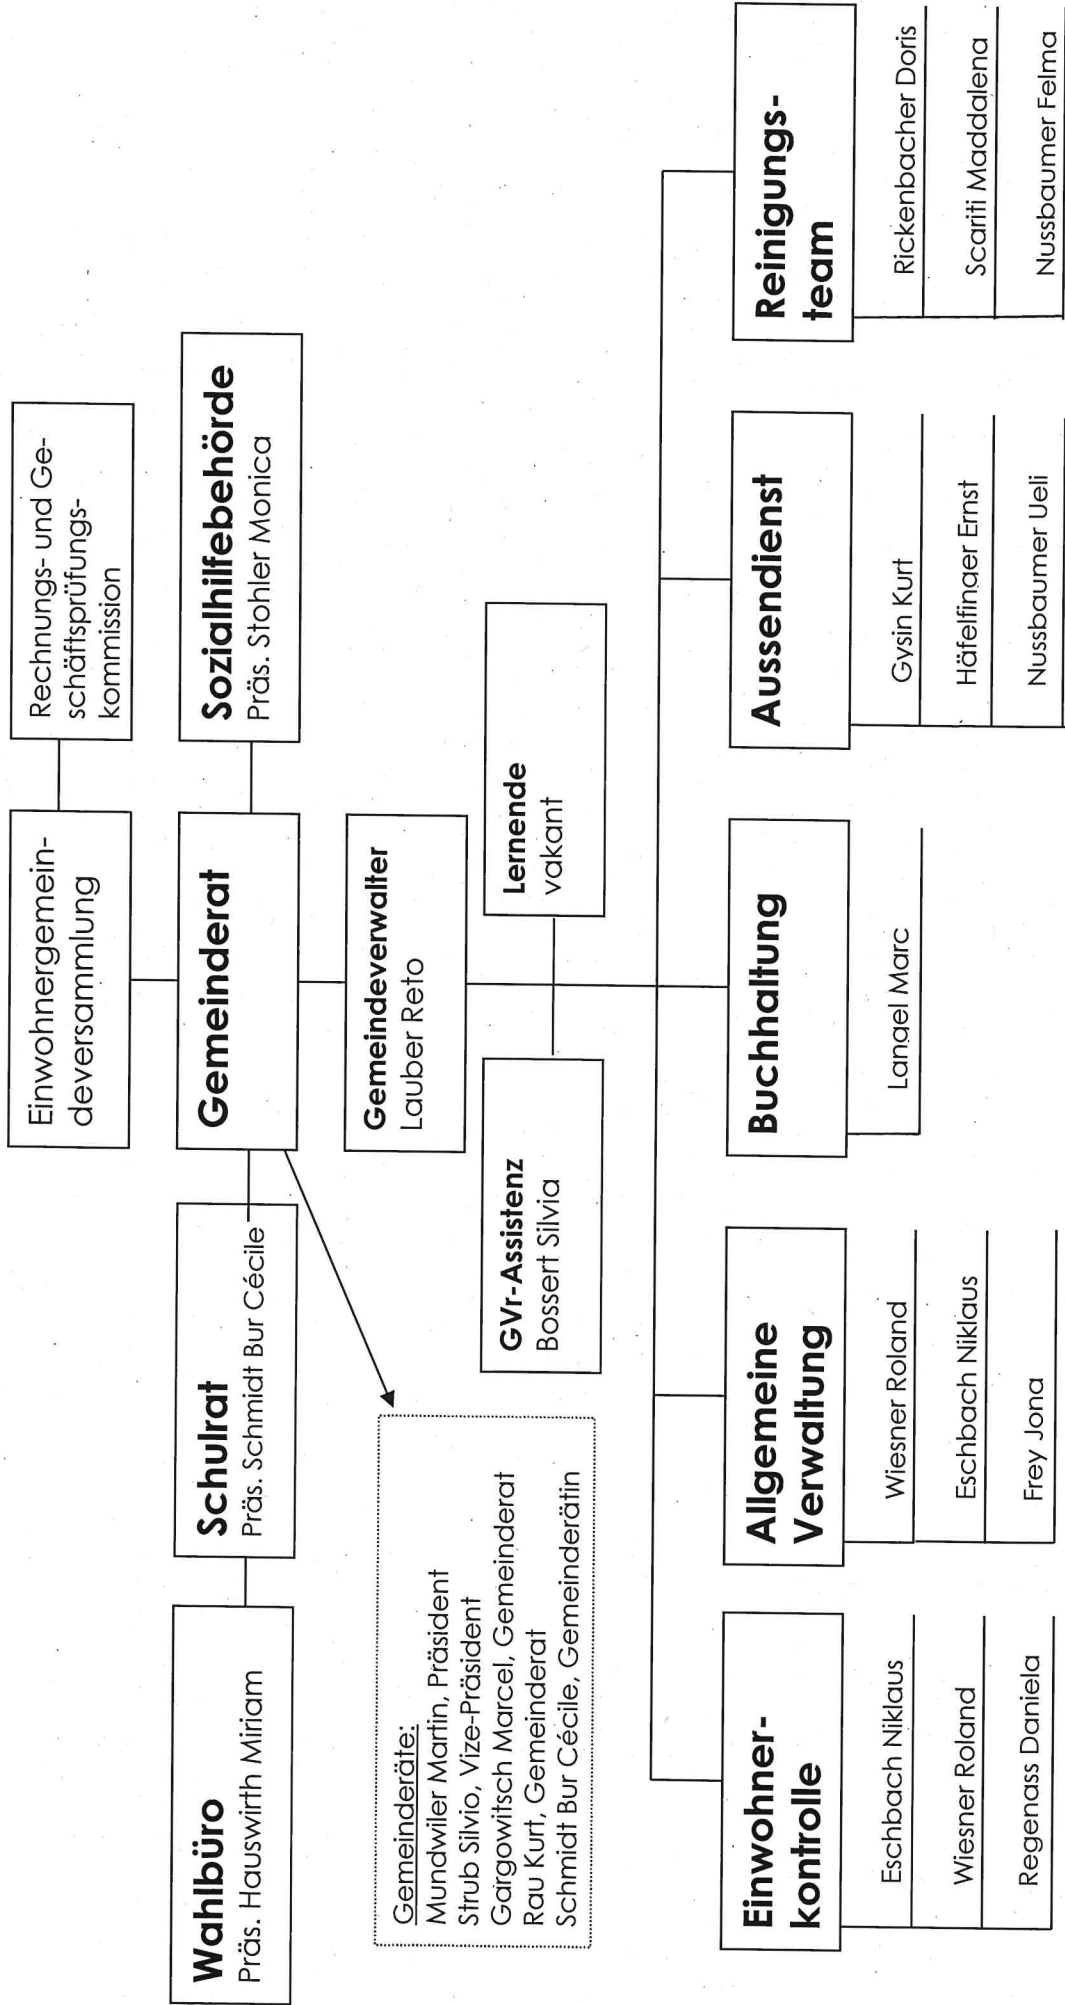 Einwohnergemein-
deversammlung
Rechnungs- und Ge-
schäftsprüfungs-
kommission
Wahlbüro
Präs. Hauswirth Miriam
Schulrat
Präs. Schmidt Bur Cécile
Gemeinderat
Sozialhilfebehörde
Präs. Stohler Monica
Gemeindeverwalter
Lauber Reto
Gemeinderäte:
Mundwiler Martin, Präsident
Strub Silvio, Vize-Präsident
Gargowitsch Marcel, Gemeinderat
Rau Kurt, Gemeinderat
Schmidt Bur Cécile, Gemeinderätin
GVr-Assistenz
Bossert Silvia
Lernende
vakant
Einwohner-
kontrolle
Eschbach Niklaus
Wiesner Roland
Regenass Daniela
Allgemeine
Verwaltung
Wiesner Roland
Eschbach Niklaus
Frey Jona
Buchhaltung
Langel Marc
Aussendienst
Gysin Kurt
Häfelfinger Ernst
Nussbaumer Ueli
Reinigungs-
team
Rickenbacher Doris
Scariti Maddalena
Nussbaumer Felma